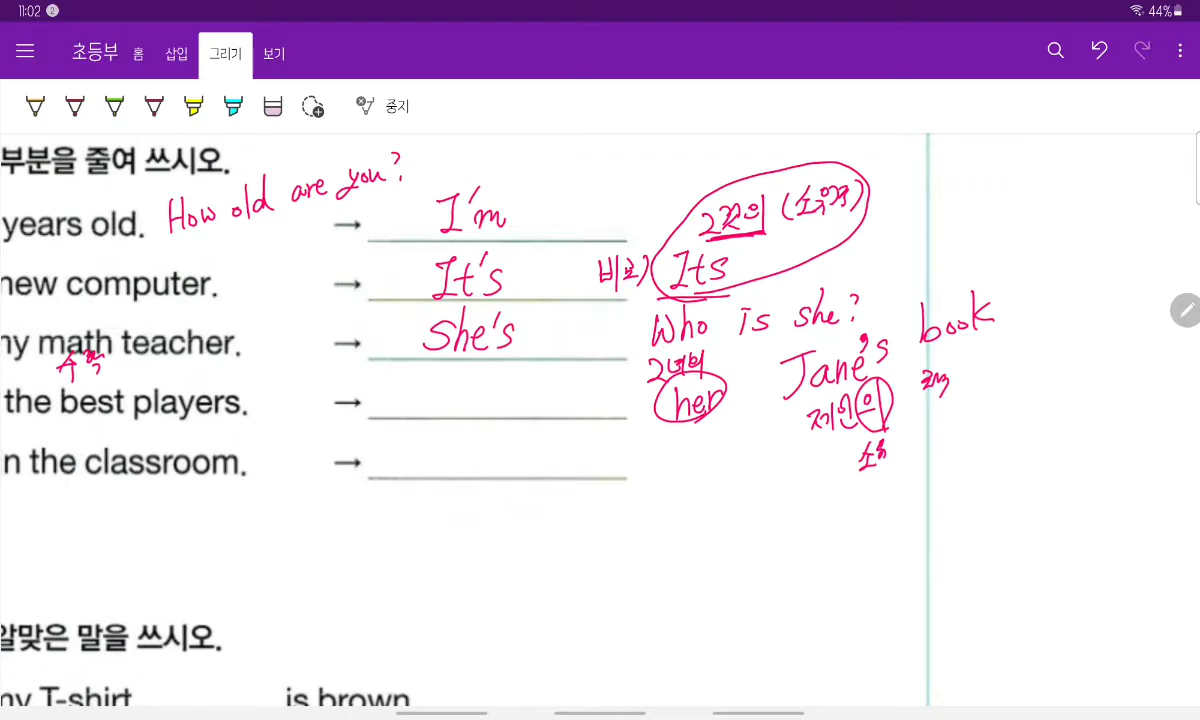 11:02 2 44%
초등부 홈 삽입 그리기 보기
중지
부분을 줄여 쓰시오.
years old. How old are you? → I'm
그것의 (소유격)
new computer. → It's 비교) Its
ny math teacher. → She's Who is she?
수학
Jane's book
그녀의
her 제인의 책
the best players. →
소유
n the classroom. →
알맞은 말을 쓰시오.
ny T-shirt is brown